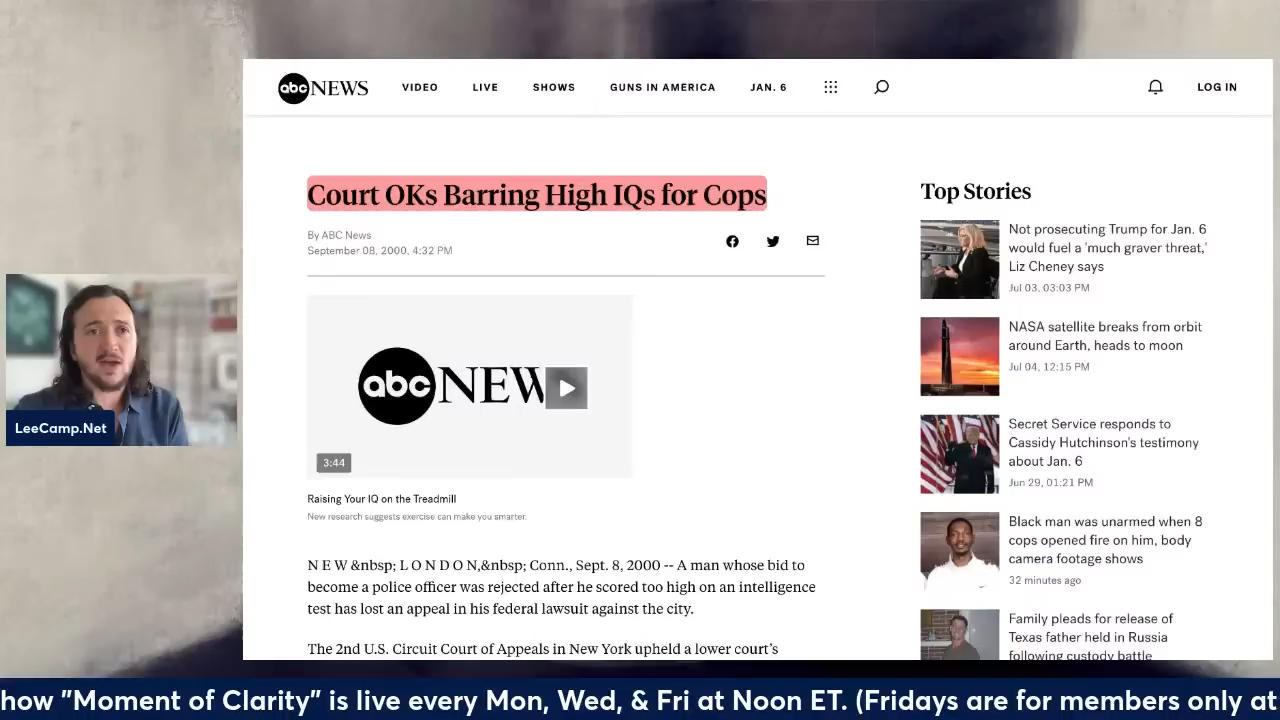 abc NEWS
VIDEO
LIVE
SHOWS
GUNS IN AMERICA
JAN. 6
LOG IN
Court OKs Barring High IQs for Cops
By ABC News
September 08, 2000, 4:32 PM
abc NEW
3:44
Raising Your IQ on the Treadmill
New research suggests exercise can make you smarter.
N E W &nbsp; L O N D O N,&nbsp; Conn., Sept. 8, 2000 -- A man whose bid to
become a police officer was rejected after he scored too high on an intelligence
test has lost an appeal in his federal lawsuit against the city.
The 2nd U.S. Circuit Court of Appeals in New York upheld a lower court’s
Top Stories
Not prosecuting Trump for Jan. 6
would fuel a 'much graver threat,'
Liz Cheney says
Jul 03, 03:03 PM
NASA satellite breaks from orbit
around Earth, heads to moon
Jul 04, 12:15 PM
Secret Service responds to
Cassidy Hutchinson's testimony
about Jan. 6
Jun 29, 01:21 PM
Black man was unarmed when 8
cops opened fire on him, body
camera footage shows
32 minutes ago
Family pleads for release of
Texas father held in Russia
following custody battle
LeeCamp.Net
how "Moment of Clarity" is live every Mon, Wed, & Fri at Noon ET. (Fridays are for members only at